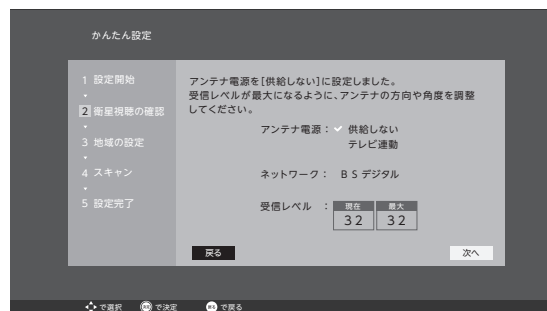 かんたん設定
1 設定開始
2 衛星視聴の確認
3 地域の設定
4 スキャン
5 設定完了
アンテナ電源を[供給しない]に設定しました。
受信レベルが最大になるように、アンテナの方向や角度を調整
してください。
アンテナ電源： ✓ 供給しない
テレビ連動
ネットワーク： BSデジタル
受信レベル ： 現在 最大
32 32
戻る 次へ
で選択 決定 で決定 戻る で戻る